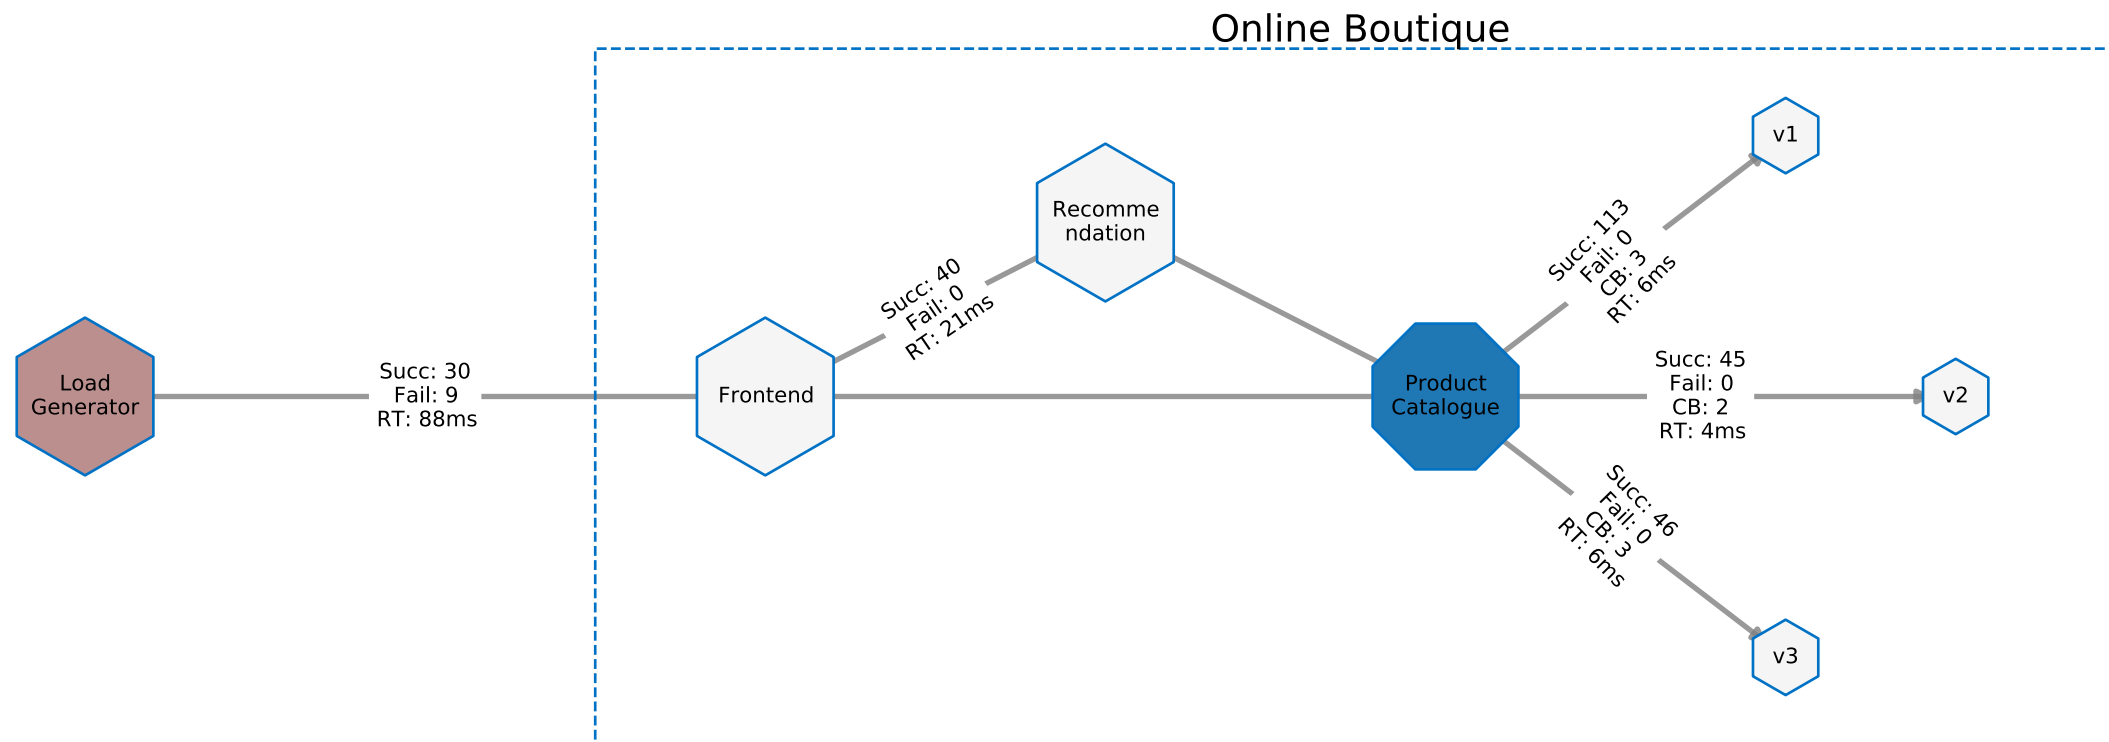 Online Boutique
Load
Generator
Succ: 30
Fail: 9
RT: 88ms
Frontend
Succ: 40
Fail: 0
RT: 21ms
Recomme
ndation
Product
Catalogue
Succ: 113
Fail: 0
CB: 3
RT: 6ms
v1
Succ: 45
Fail: 0
CB: 2
RT: 4ms
v2
Succ: 46
Fail: 0
CB: 3
RT: 6ms
v3